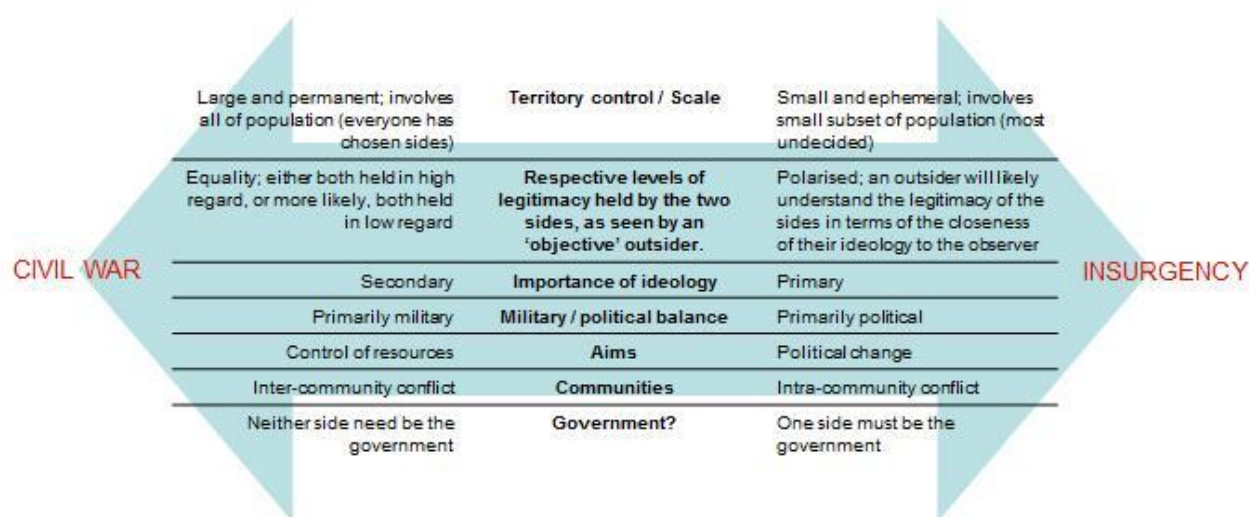 Large and permanent; involves all of population (everyone has chosen sides)
Territory control / Scale
Small and ephemeral; involves small subset of population (most undecided)
Equality; either both held in high regard, or more likely, both held in low regard
Respective levels of legitimacy held by the two sides, as seen by an ‘objective’ outsider.
Polarised; an outsider will likely understand the legitimacy of the sides in terms of the closeness of their ideology to the observer
CIVIL WAR
INSURGENCY
Secondary
Importance of ideology
Primary
Primarily military
Military / political balance
Primarily political
Control of resources
Aims
Political change
Inter-community conflict
Communities
Intra-community conflict
Neither side need be the government
Government?
One side must be the government